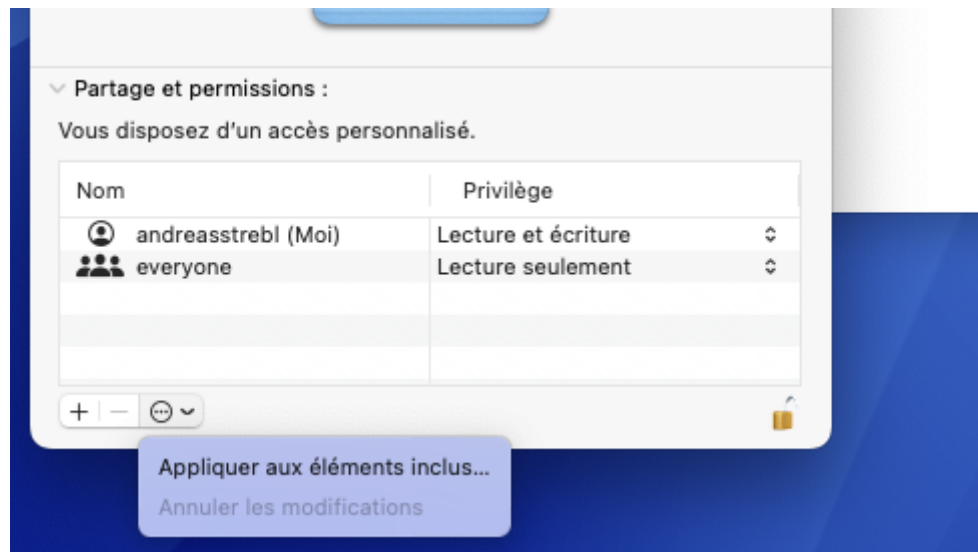 Partage et permissions :
Vous disposez d'un accès personnalisé.
Nom Privilège
andreasstrebl (Moi) Lecture et écriture
everyone Lecture seulement
Appliquer aux éléments inclus...
Annuler les modifications